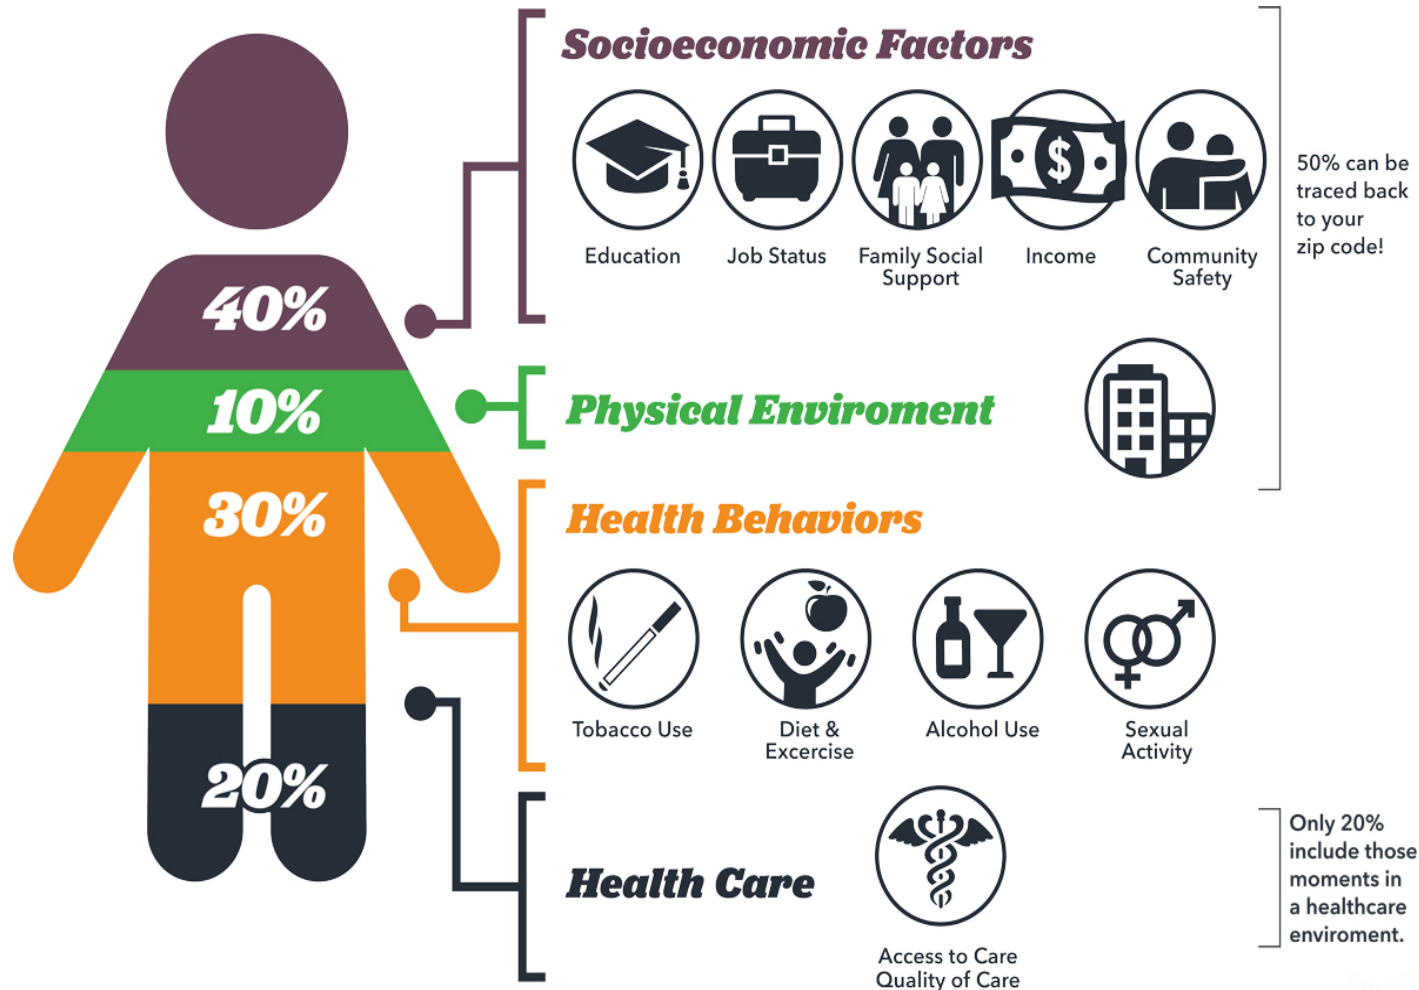 Socioeconomic Factors
$
Education
Job Status
Family Social
Support
Income
Community
Safety
50% can be
traced back
to your
zip code!
40%
10%
Physical Enviroment
30%
Health Behaviors
Tobacco Use
Diet &
Excercise
Alcohol Use
Sexual
Activity
20%
Health Care
Access to Care
Quality of Care
Only 20%
include those
moments in
a healthcare
enviroment.